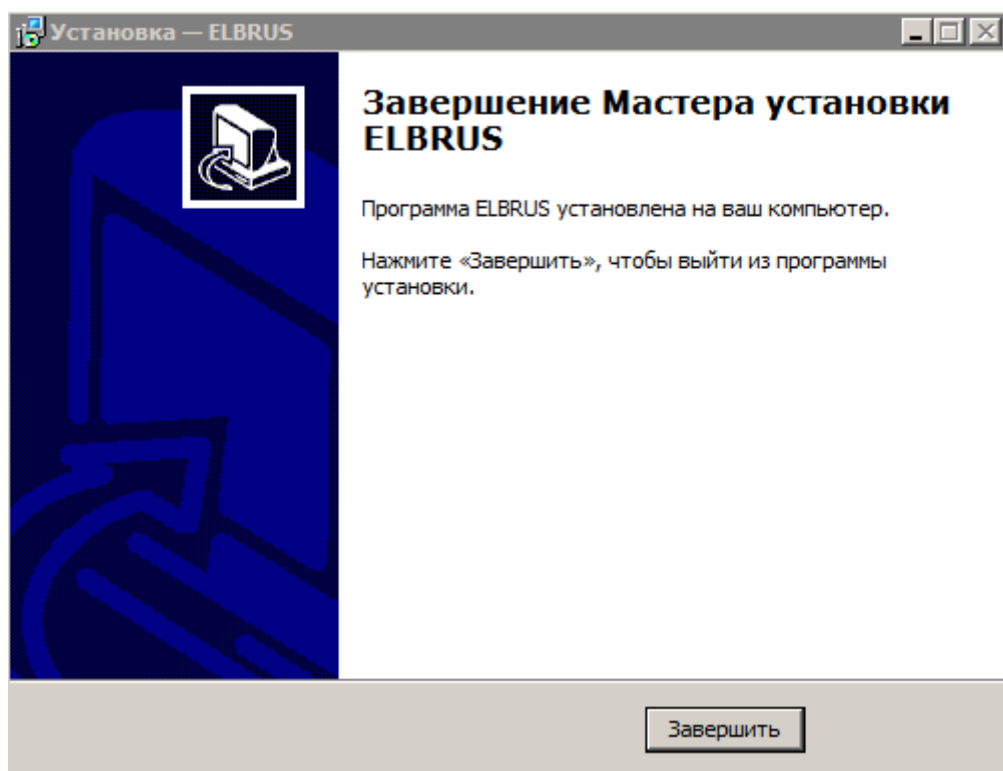 Установка — ELBRUS
Завершение Мастера установки
ELBRUS
Программа ELBRUS установлена на ваш компьютер.
Нажмите «Завершить», чтобы выйти из программы
установки.
Завершить